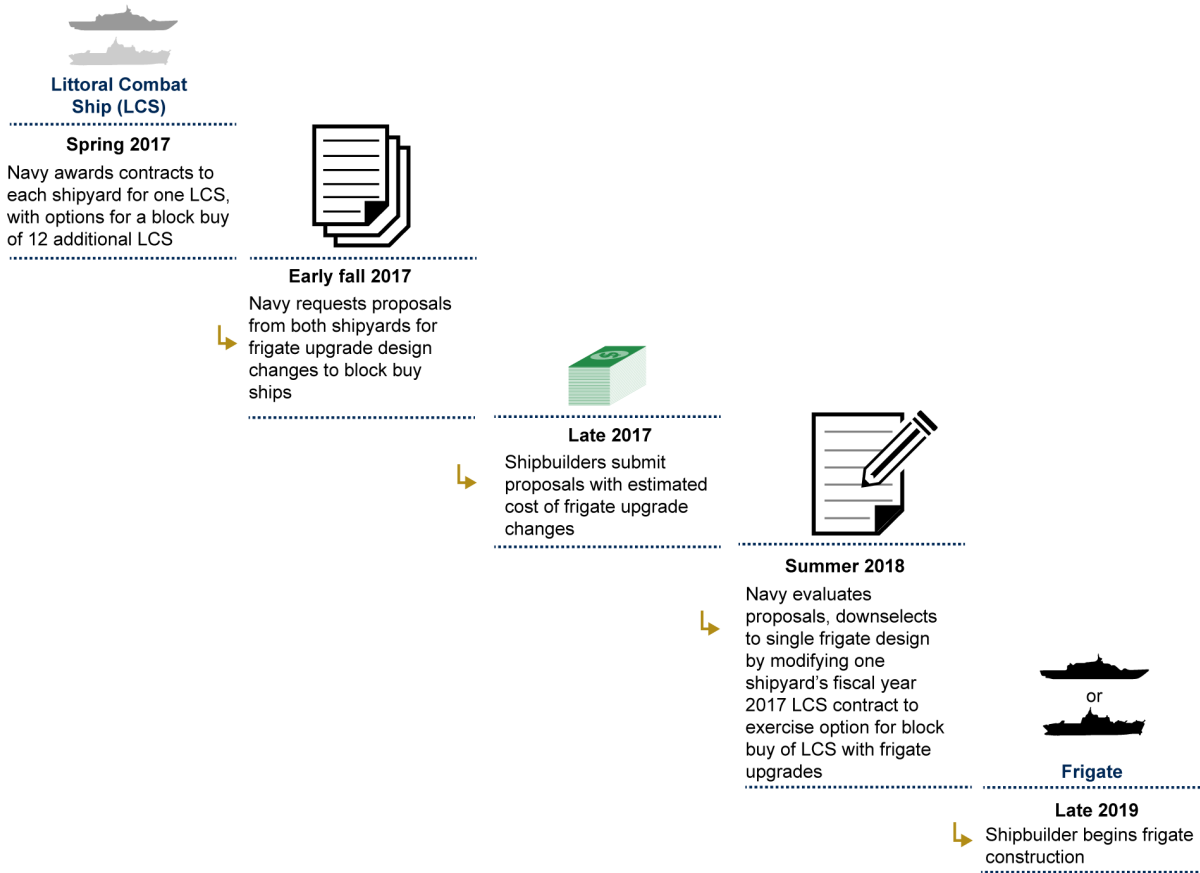 Littoral Combat
Ship (LCS)
Spring 2017
Navy awards contracts to
each shipyard for one LCS,
with options for a block buy
of 12 additional LCS
Early fall 2017
Navy requests proposals
from both shipyards for
frigate upgrade design
changes to block buy
ships
$
Late 2017
Shipbuilders submit
proposals with estimated
cost of frigate upgrade
changes
Summer 2018
Navy evaluates
proposals, downselects
to single frigate design
by modifying one
shipyard’s fiscal year
2017 LCS contract to
exercise option for block
buy of LCS with frigate
upgrades
or
Frigate
Late 2019
Shipbuilder begins frigate
construction